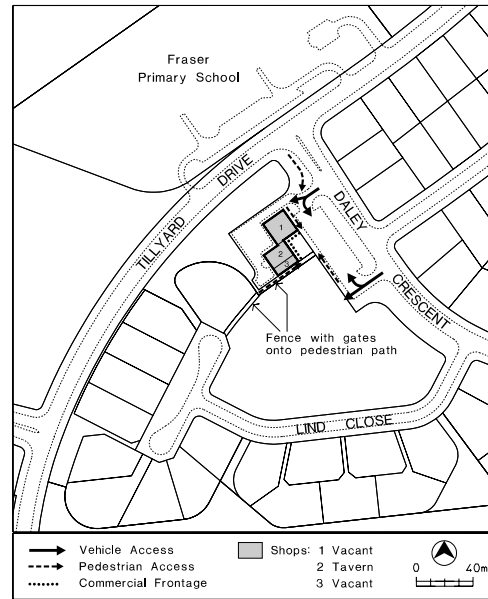 Fraser
Primary School
TILLYARD DRIVE
DALEY CRESCENT
1
2
3
Fence with gates
onto pedestrian path
LIND CLOSE
Vehicle Access
Pedestrian Access
Commercial Frontage
Shops: 1 Vacant
2 Tavern
3 Vacant
0 40m